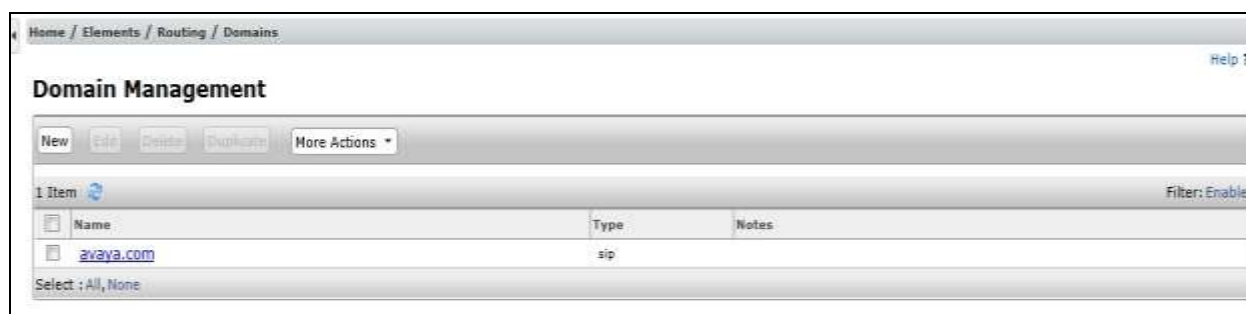 Home / Elements / Routing / Domains
Help ?
Domain Management
New Edit Delete Duplicate More Actions
1 Item Filter: Enable
Name Type Notes
avaya.com sip
Select : All, None